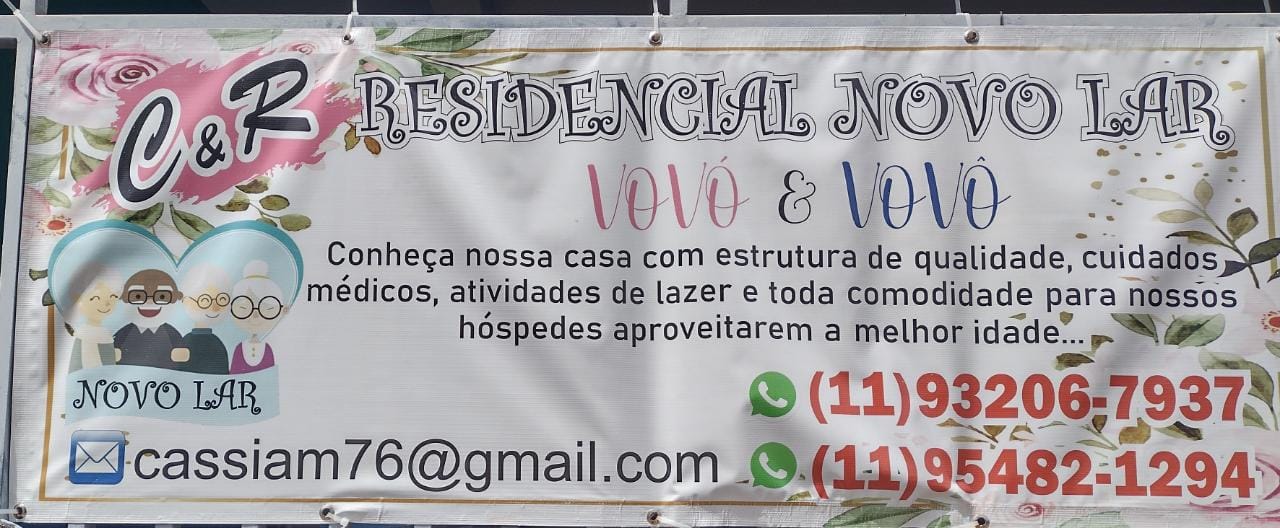 C & R
RESIDENCIAL NOVO LAR
VOVÓ & VOVÔ
Conheça nossa casa com estrutura de qualidade, cuidados
médicos, atividades de lazer e toda comodidade para nossos
hóspedes aproveitarem a melhor idade...
NOVO LAR
(11)93206-7937
cassiam76@gmail.com
(11)95482-1294